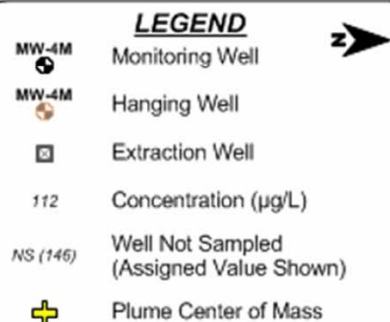 LEGEND
N
MW-4M Monitoring Well
MW-4M Hanging Well
Extraction Well
112 Concentration (µg/L)
NS (146) Well Not Sampled
(Assigned Value Shown)
Plume Center of Mass